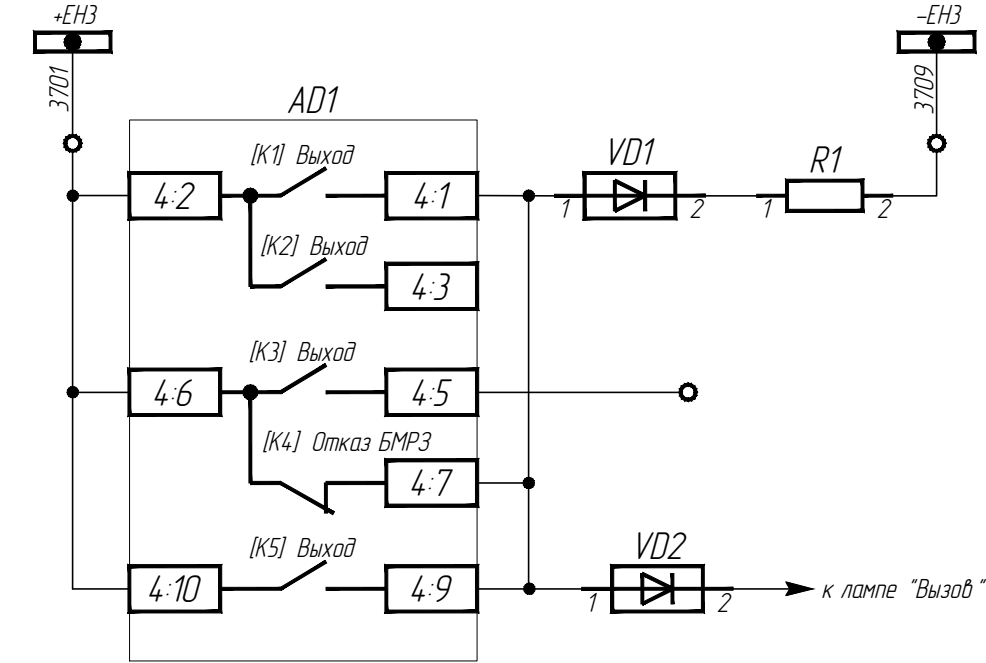 +ЕН3
–ЕН3
3701
3709
AD1
[K1] Выход
VD1
R1
4:2
4:1
1
2
1
2
[K2] Выход
4:3
[K3] Выход
4:6
4:5
[K4] Отказ БМРЗ
4:7
[K5] Выход
VD2
4:10
4:9
1
2
к лампе "Вызов"